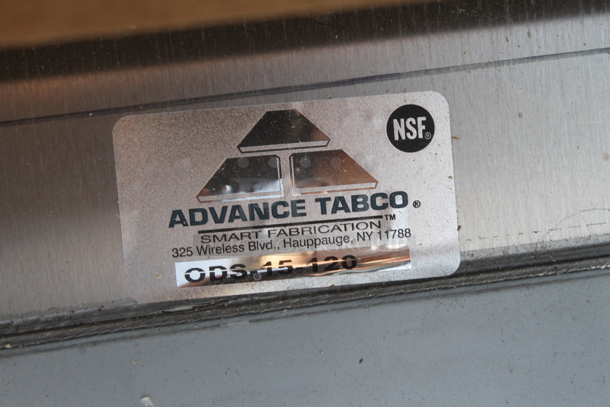 NSF®
ADVANCE TABCO®
SMART FABRICATION™
325 Wireless Blvd., Hauppauge, NY 11788
ODS-15-120